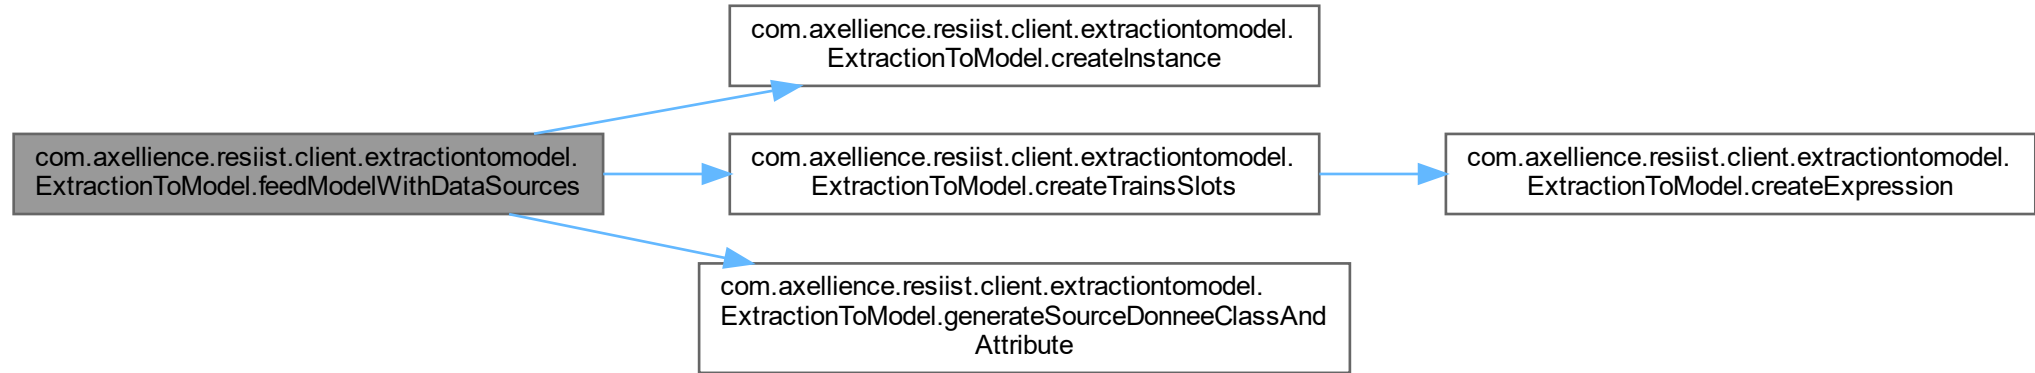 com.axellience.resiist.client.extractiontomodel.
ExtractionToModel.feedModelWithDataSources
com.axellience.resiist.client.extractiontomodel.
ExtractionToModel.createInstance
com.axellience.resiist.client.extractiontomodel.
ExtractionToModel.createTrainsSlots
com.axellience.resiist.client.extractiontomodel.
ExtractionToModel.createExpression
com.axellience.resiist.client.extractiontomodel.
ExtractionToModel.generateSourceDonneeClassAnd
Attribute